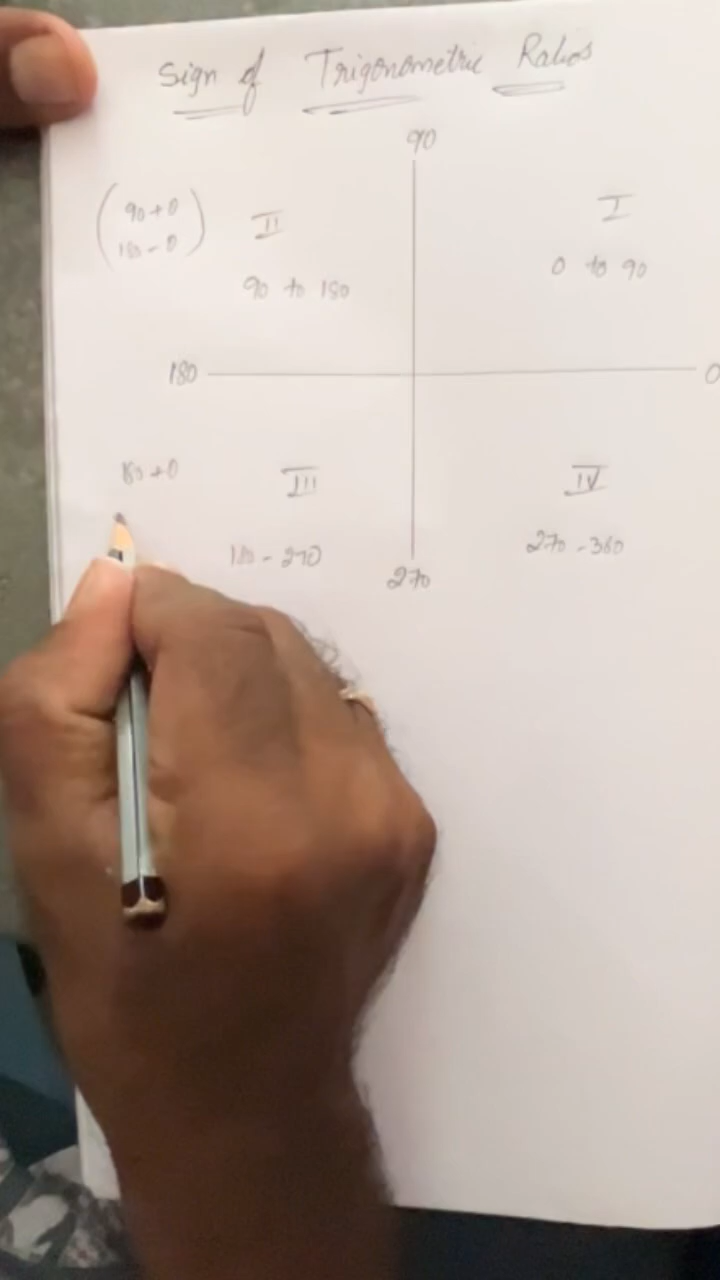 Sign of Trigonometric Ratios
90
90 + θ
180 - θ
II
I
90 to 180
0 to 90
180
0
180 + θ
III
IV
180 - 270
270 - 360
270